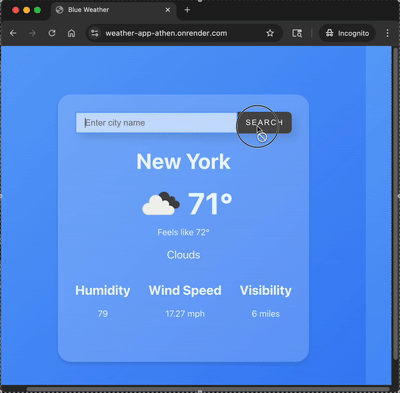 Blue Weather
weather-app-athen.onrender.com
Incognito
Enter city name
SEARCH
New York
71°
Feels like 72°
Clouds
Humidity Wind Speed Visibility
79 17.27 mph 6 miles